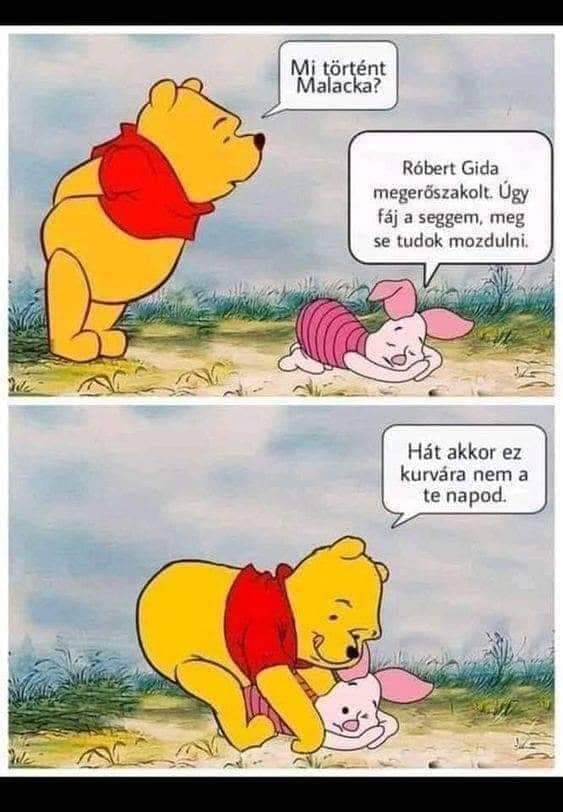 Mi történt
Malacka?
Róbert Gida
megerőszakolt. Úgy
fáj a seggem, meg
se tudok mozdulni.
Hát akkor ez
kurvára nem a
te napod.